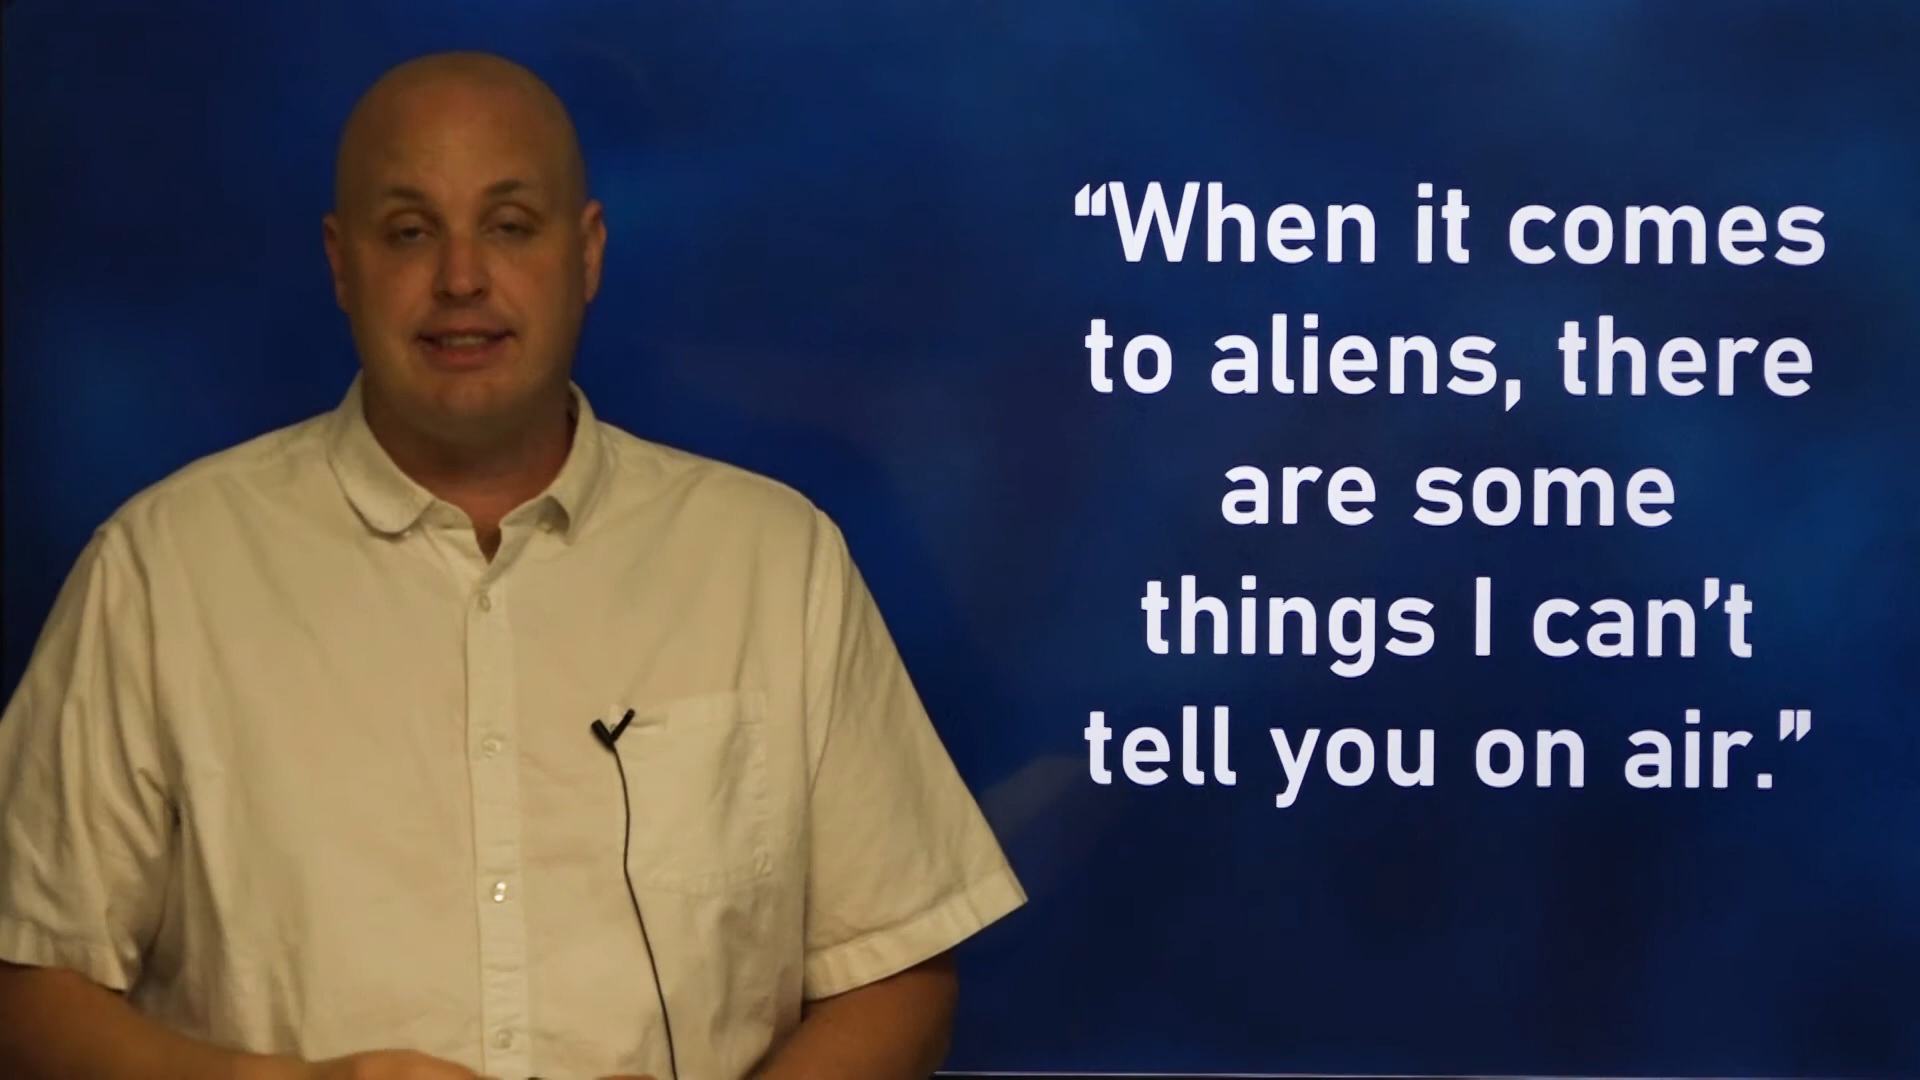 “When it comes
to aliens, there
are some
things I can’t
tell you on air.”